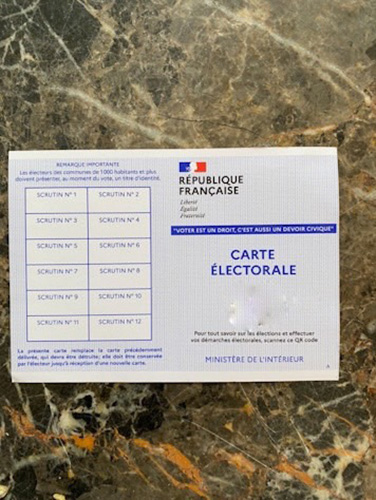 REMARQUE IMPORTANTE
Les électeurs des communes de 1000 habitants et plus
doivent présenter, au moment du vote, un titre d'identité.
SCRUTIN N° 1 SCRUTIN N° 2
SCRUTIN N° 3 SCRUTIN N° 4
SCRUTIN N° 5 SCRUTIN N° 6
SCRUTIN N° 7 SCRUTIN N° 8
SCRUTIN N° 9 SCRUTIN N° 10
SCRUTIN N° 11 SCRUTIN N° 12
La présente carte remplace la carte précédemment
délivrée, qui devra être détruite; elle doit être conservée
par l'électeur jusqu'à réception d'une nouvelle carte.
RÉPUBLIQUE
FRANÇAISE
Liberté
Égalité
Fraternité
"VOTER EST UN DROIT, C'EST AUSSI UN DEVOIR CIVIQUE"
CARTE
ÉLECTORALE
Pour tout savoir sur les élections et effectuer
vos démarches électorales, scannez ce QR code
MINISTÈRE DE L'INTÉRIEUR